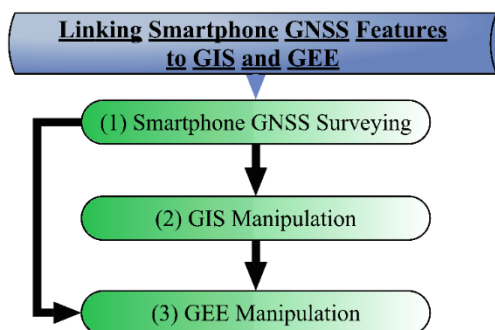 Linking Smartphone GNSS Features
to GIS and GEE
(1) Smartphone GNSS Surveying
(2) GIS Manipulation
(3) GEE Manipulation